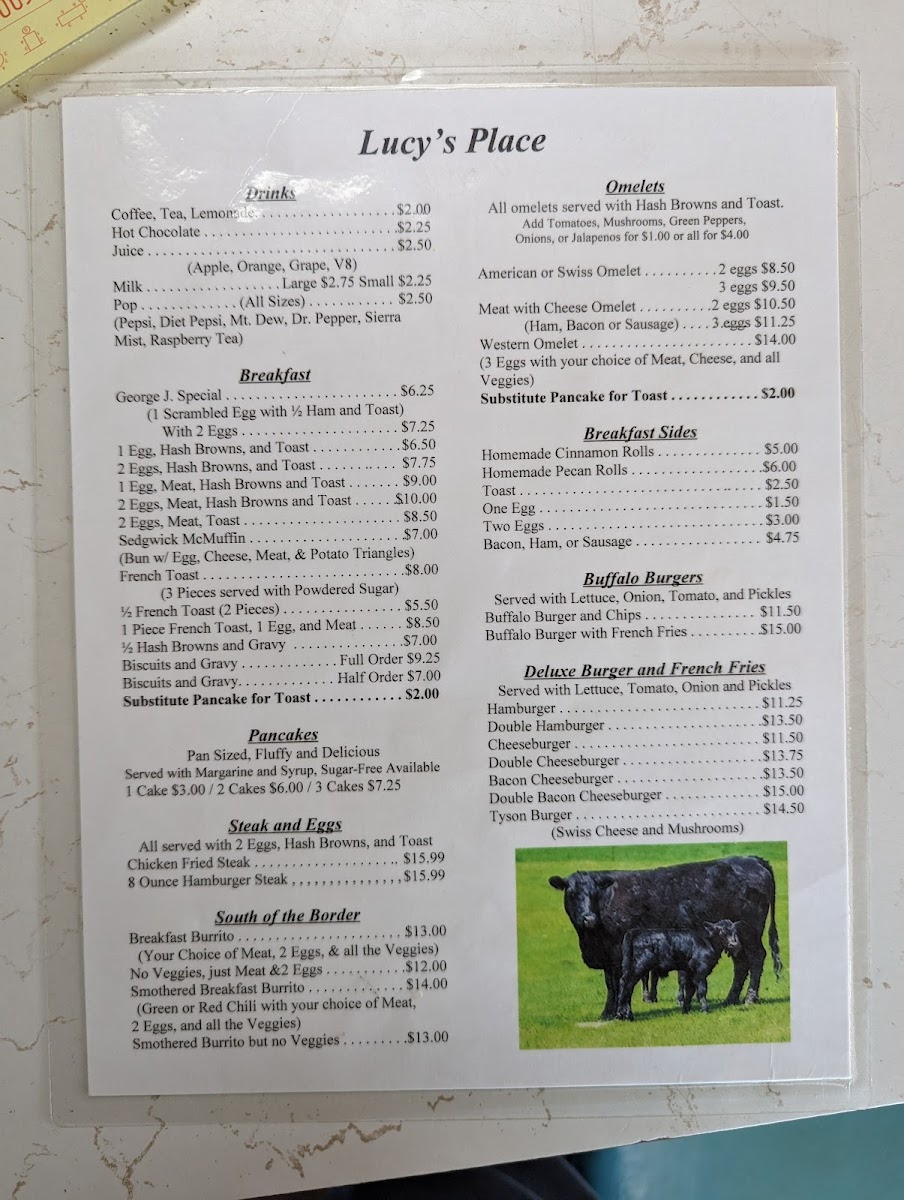 Lucy's Place
Drinks
Coffee, Tea, Lemonade. . . . . . . . . . . . . . . . . . . $2.00
Hot Chocolate . . . . . . . . . . . . . . . . . . . . . . . . . . .$2.25
Juice . . . . . . . . . . . . . . . . . . . . . . . . . . . . . . . . . . . $2.50
(Apple, Orange, Grape, V8)
Milk . . . . . . . . . . . . . . . . . Large $2.75 Small $2.25
Pop . . . . . . . . . . . . . (All Sizes) . . . . . . . . . . . $2.50
(Pepsi, Diet Pepsi, Mt. Dew, Dr. Pepper, Sierra
Mist, Raspberry Tea)
Breakfast
George J. Special . . . . . . . . . . . . . . . . . . . . . . . . $6.25
(1 Scrambled Egg with ½ Ham and Toast)
With 2 Eggs . . . . . . . . . . . . . . . . . . . . . . $7.25
1 Egg, Hash Browns, and Toast . . . . . . . . . . . .$6.50
2 Eggs, Hash Browns, and Toast . . . . . . . . . . . $7.75
1 Egg, Meat, Hash Browns and Toast . . . . . . . $9.00
2 Eggs, Meat, Hash Browns and Toast . . . . . .$10.00
2 Eggs, Meat, Toast . . . . . . . . . . . . . . . . . . . . . . $8.50
Sedgwick McMuffin . . . . . . . . . . . . . . . . . . . . . .$7.00
(Bun w/ Egg, Cheese, Meat, & Potato Triangles)
French Toast . . . . . . . . . . . . . . . . . . . . . . . . . . . .$8.00
(3 Pieces served with Powdered Sugar)
½ French Toast (2 Pieces) . . . . . . . . . . . . . . . . . $5.50
1 Piece French Toast, 1 Egg, and Meat . . . . . . $8.50
½ Hash Browns and Gravy . . . . . . . . . . . . . . . .$7.00
Biscuits and Gravy . . . . . . . . . . . . . Full Order $9.25
Biscuits and Gravy. . . . . . . . . . . . . Half Order $7.00
Substitute Pancake for Toast . . . . . . . . . . . . $2.00
Pancakes
Pan Sized, Fluffy and Delicious
Served with Margarine and Syrup, Sugar-Free Available
1 Cake $3.00 / 2 Cakes $6.00 / 3 Cakes $7.25
Steak and Eggs
All served with 2 Eggs, Hash Browns, and Toast
Chicken Fried Steak . . . . . . . . . . . . . . . . . . . . $15.99
8 Ounce Hamburger Steak , , , , , , , , , , , , , , , $15.99
South of the Border
Breakfast Burrito . . . . . . . . . . . . . . . . . . . . . . . $13.00
(Your Choice of Meat, 2 Eggs, & all the Veggies)
No Veggies, just Meat &2 Eggs . . . . . . . . . . .$12.00
Smothered Breakfast Burrito . . . . . . . . . . . . . $14.00
(Green or Red Chili with your choice of Meat,
2 Eggs, and all the Veggies)
Smothered Burrito but no Veggies . . . . . . . . .$13.00
Omelets
All omelets served with Hash Browns and Toast.
Add Tomatoes, Mushrooms, Green Peppers,
Onions, or Jalapenos for $1.00 or all for $4.00
American or Swiss Omelet . . . . . . . . . . 2 eggs $8.50
3 eggs $9.50
Meat with Cheese Omelet . . . . . . . . . .2 eggs $10.50
(Ham, Bacon or Sausage) . . . . 3 eggs $11.25
Western Omelet . . . . . . . . . . . . . . . . . . . . . . . . $14.00
(3 Eggs with your choice of Meat, Cheese, and all
Veggies)
Substitute Pancake for Toast . . . . . . . . . . . . $2.00
Breakfast Sides
Homemade Cinnamon Rolls . . . . . . . . . . . . . . $5.00
Homemade Pecan Rolls . . . . . . . . . . . . . . . . . .$6.00
Toast . . . . . . . . . . . . . . . . . . . . . . . . . . . . . . . . . . $2.50
One Egg . . . . . . . . . . . . . . . . . . . . . . . . . . . . . . . $1.50
Two Eggs . . . . . . . . . . . . . . . . . . . . . . . . . . . . . . $3.00
Bacon, Ham, or Sausage . . . . . . . . . . . . . . . . . $4.75
Buffalo Burgers
Served with Lettuce, Onion, Tomato, and Pickles
Buffalo Burger and Chips . . . . . . . . . . . . . . . . $11.50
Buffalo Burger with French Fries . . . . . . . . . .$15.00
Deluxe Burger and French Fries
Served with Lettuce, Tomato, Onion and Pickles
Hamburger . . . . . . . . . . . . . . . . . . . . . . . . . . . . $11.25
Double Hamburger . . . . . . . . . . . . . . . . . . . . . .$13.50
Cheeseburger . . . . . . . . . . . . . . . . . . . . . . . . . . $11.50
Double Cheeseburger . . . . . . . . . . . . . . . . . . . .$13.75
Bacon Cheeseburger . . . . . . . . . . . . . . . . . . . . .$13.50
Double Bacon Cheeseburger . . . . . . . . . . . . . $15.00
Tyson Burger . . . . . . . . . . . . . . . . . . . . . . . . . . $14.50
(Swiss Cheese and Mushrooms)